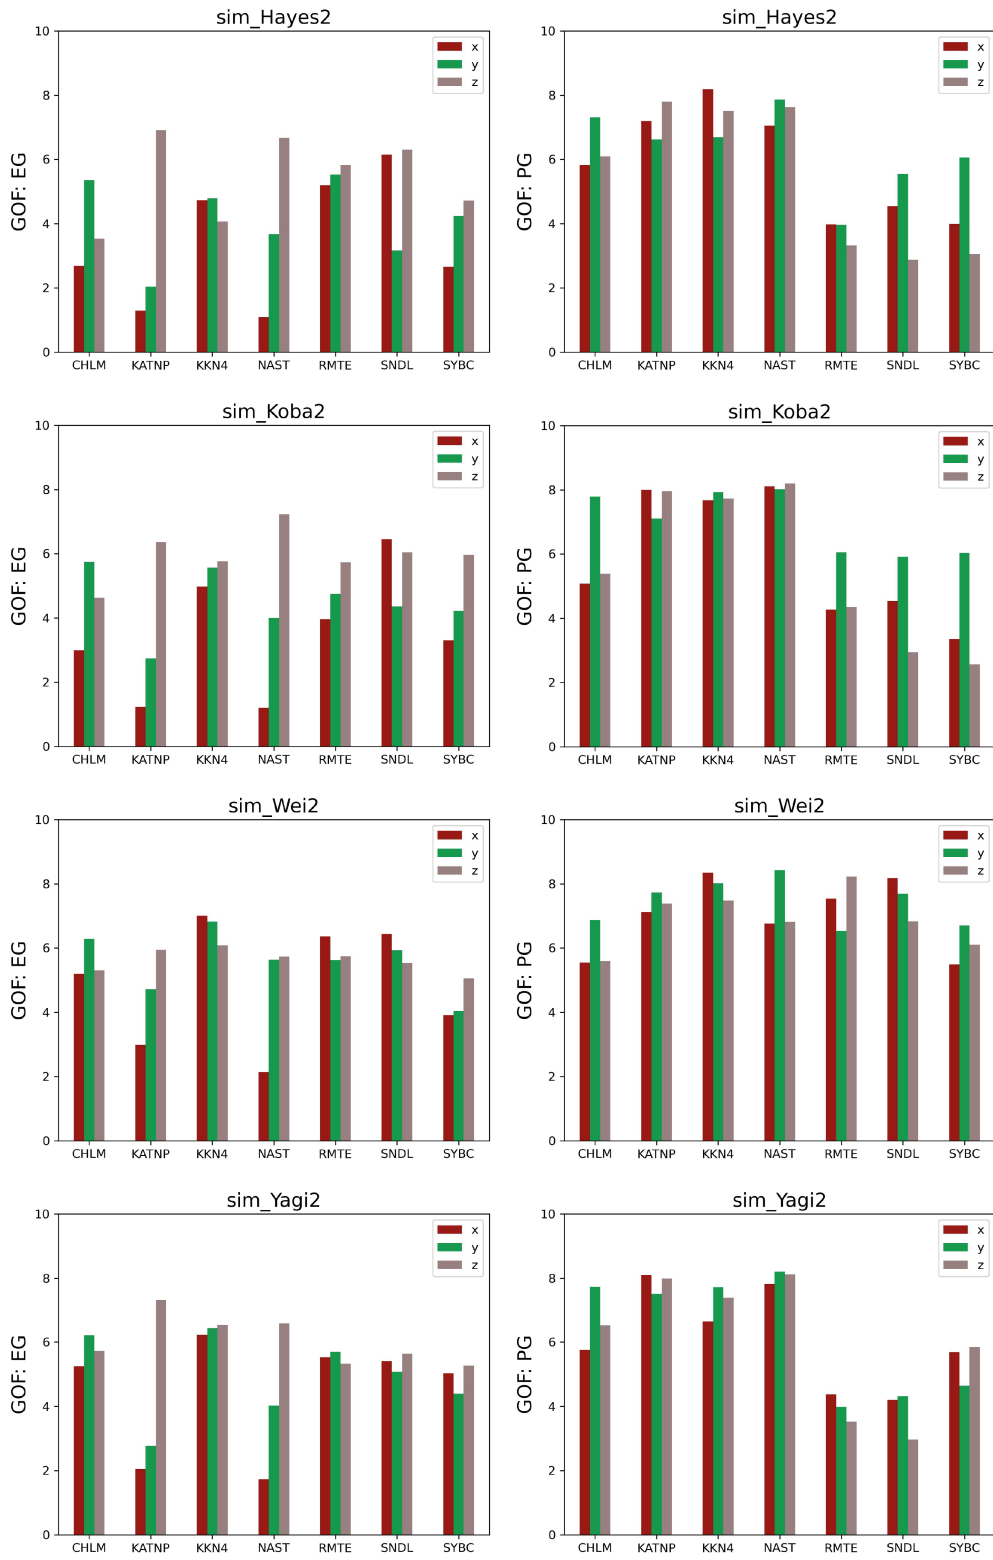 sim_Hayes2
GOF: EG
10
8
6
4
2
0
x
y
z
CHLM KATNP KKN4 NAST RMTE SNDL SYBC
sim_Hayes2
GOF: PG
10
8
6
4
2
0
x
y
z
CHLM KATNP KKN4 NAST RMTE SNDL SYBC
sim_Koba2
GOF: EG
10
8
6
4
2
0
x
y
z
CHLM KATNP KKN4 NAST RMTE SNDL SYBC
sim_Koba2
GOF: PG
10
8
6
4
2
0
x
y
z
CHLM KATNP KKN4 NAST RMTE SNDL SYBC
sim_Wei2
GOF: EG
10
8
6
4
2
0
x
y
z
CHLM KATNP KKN4 NAST RMTE SNDL SYBC
sim_Wei2
GOF: PG
10
8
6
4
2
0
x
y
z
CHLM KATNP KKN4 NAST RMTE SNDL SYBC
sim_Yagi2
GOF: EG
10
8
6
4
2
0
x
y
z
CHLM KATNP KKN4 NAST RMTE SNDL SYBC
sim_Yagi2
GOF: PG
10
8
6
4
2
0
x
y
z
CHLM KATNP KKN4 NAST RMTE SNDL SYBC